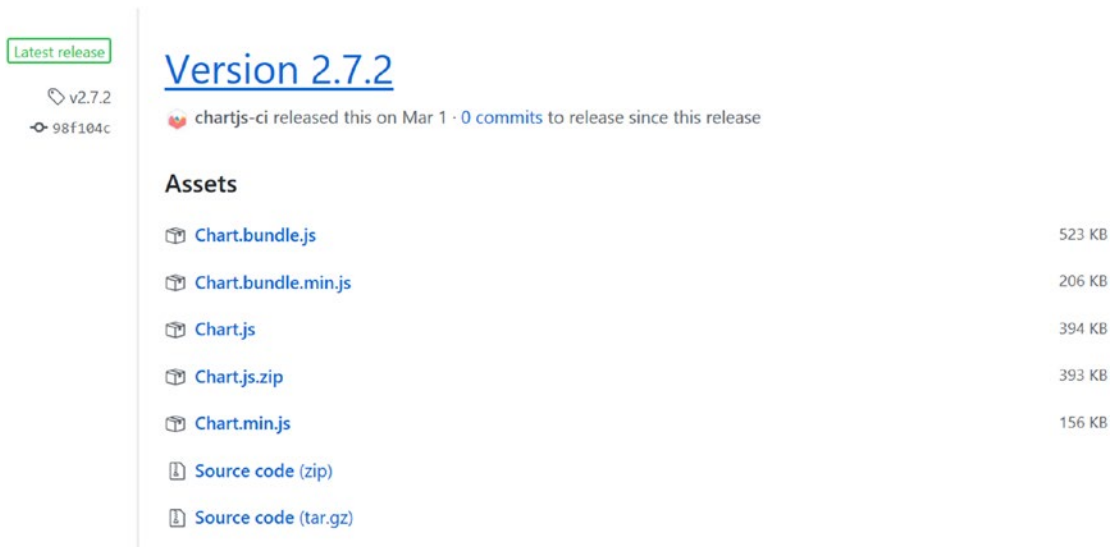 Latest release
v2.7.2
98f104c
Version 2.7.2
chartjs-ci released this on Mar 1 · 0 commits to release since this release
Assets
Chart.bundle.js 523 KB
Chart.bundle.min.js 206 KB
Chart.js 394 KB
Chart.js.zip 393 KB
Chart.min.js 156 KB
Source code (zip)
Source code (tar.gz)